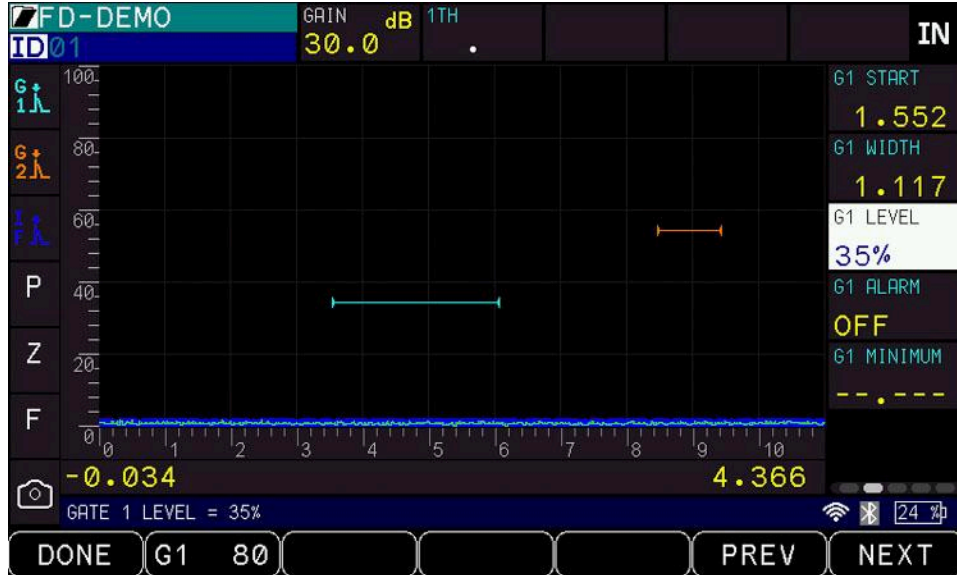 FD-DEMO
ID01
GAIN dB
30.0
1TH
.
IN
G
1
G
2
I
F
P
Z
F
100
80
60
40
20
0
0 1 2 3 4 5 6 7 8 9 10
-0.034 4.366
G1 START
1.552
G1 WIDTH
1.117
G1 LEVEL
35%
G1 ALARM
OFF
G1 MINIMUM
--.---
GATE 1 LEVEL = 35%
24 %
DONE
G1 80
PREV
NEXT